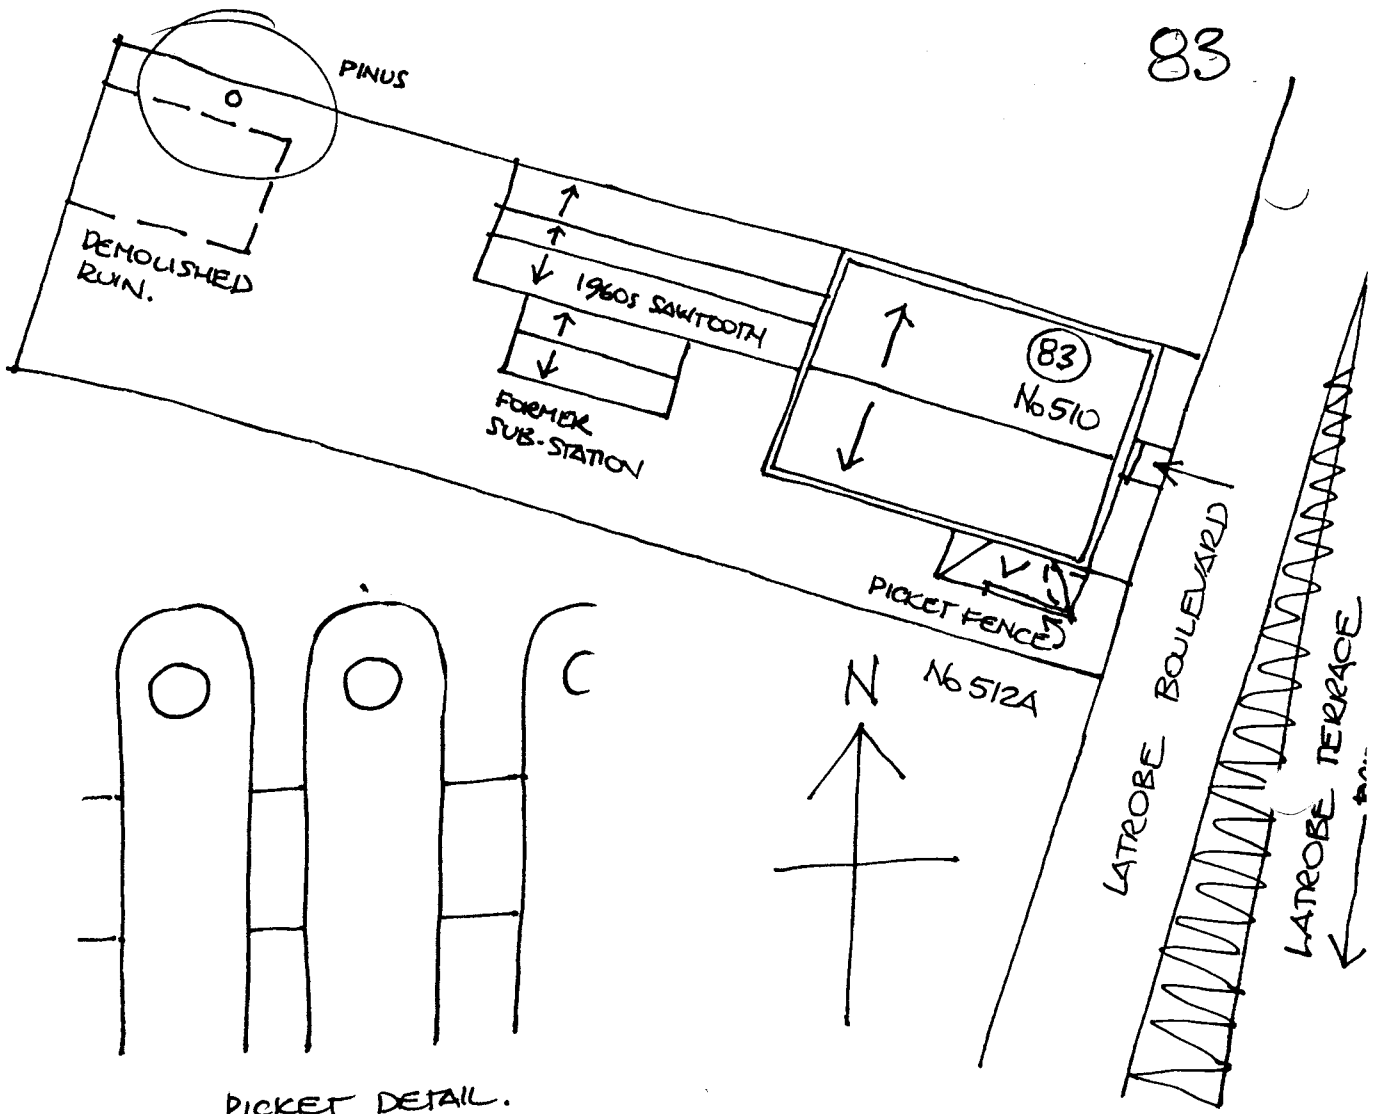 83
PINUS
DEMOLISHED
RUIN.
1960s SAWTOOTH
83
No 510
FORMER
SUB-STATION
PICKET FENCE
No 512A
N
LATROBE BOULEVARD
LATROBE TERRACE
PICKET DETAIL.